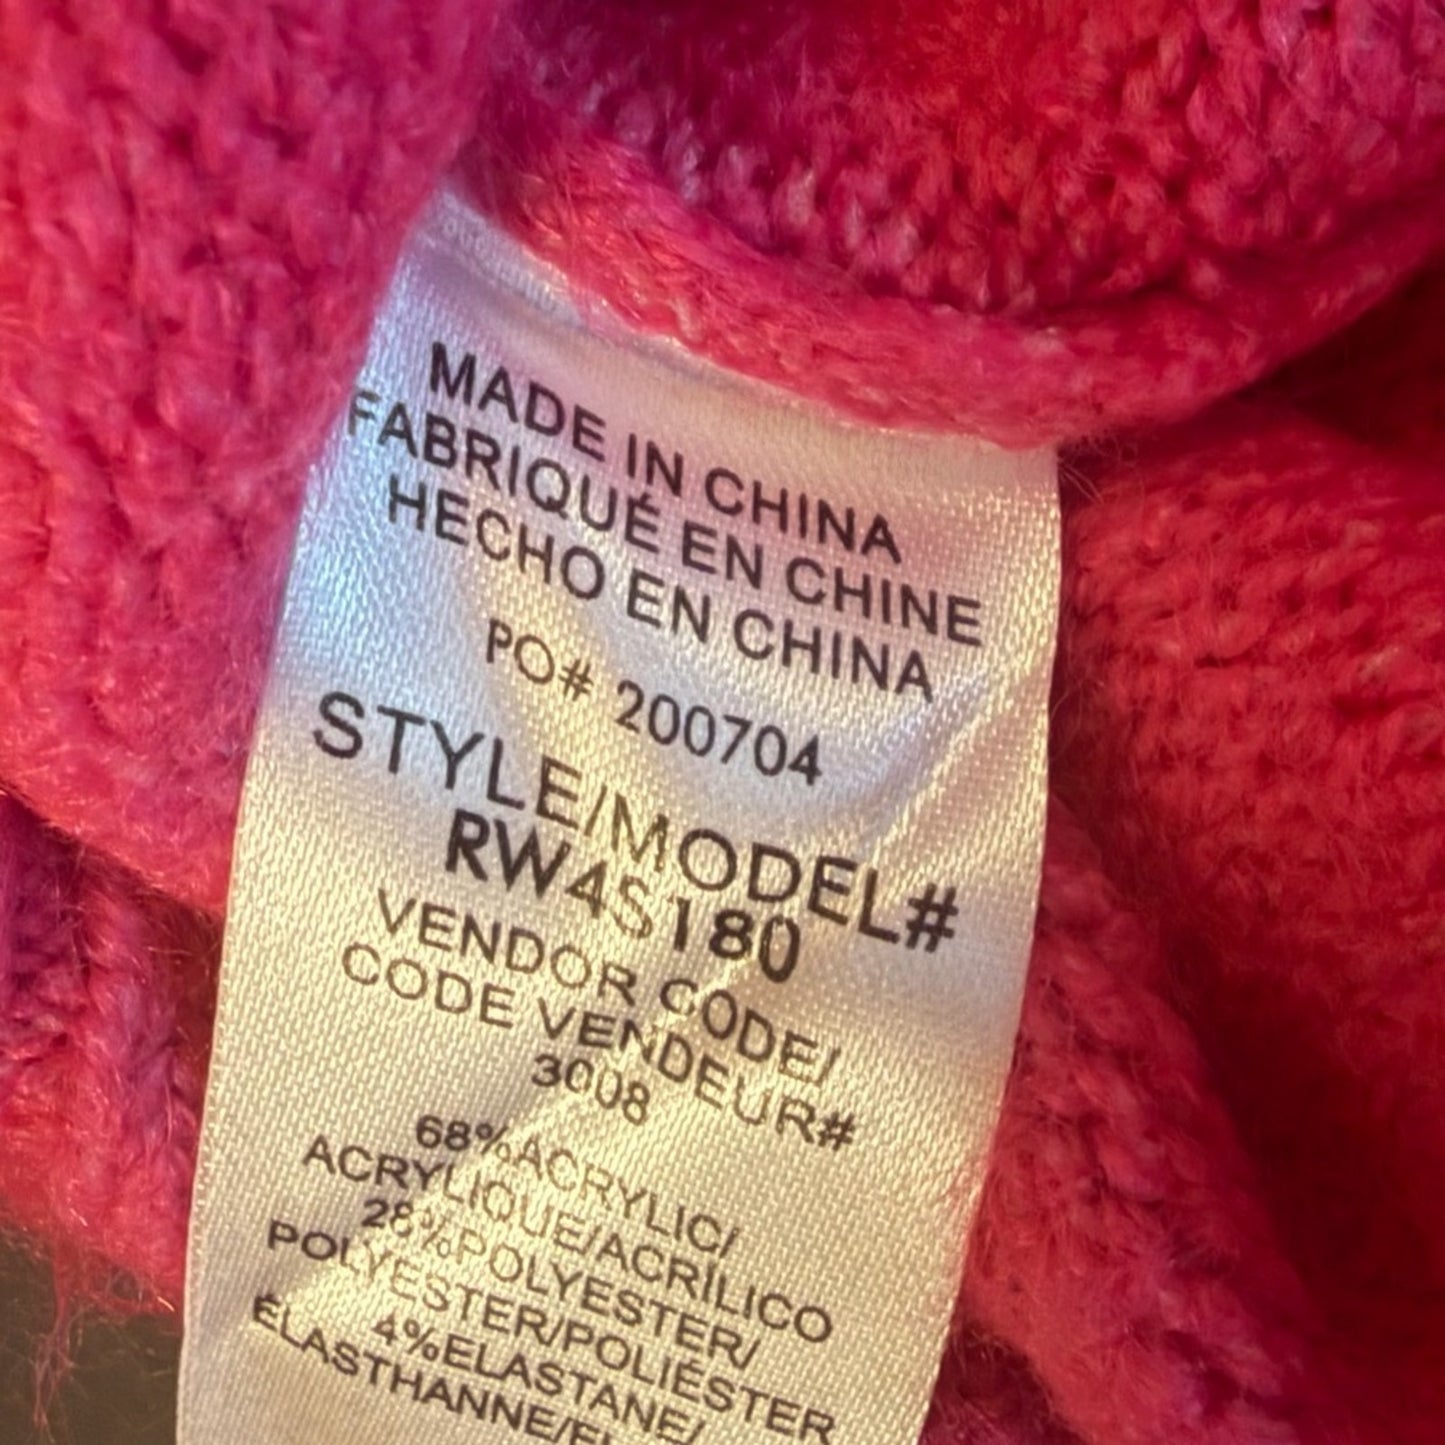 MADE IN CHINA
FABRIQUÉ EN CHINE
HECHO EN CHINA
PO# 200704
STYLE/MODEL#
RW4S180
VENDOR CODE/
CODE VENDEUR#
3008
68%ACRYLIC/
ACRYLIQUE/ACRÍLICO
28%POLYESTER/
POLYESTER/POLIÉSTER
4%ELASTANE/
ÉLASTHANNE/